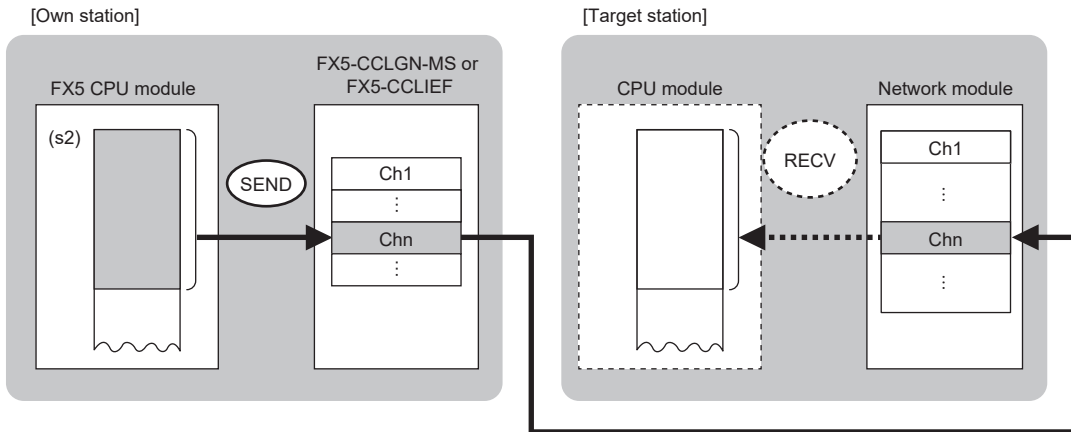 [Own station]
FX5 CPU module
(s2)
SEND
FX5-CCLGN-MS or
FX5-CCLIEF
Ch1
⋮
Chn
⋮
[Target station]
CPU module
RECV
Network module
Ch1
⋮
Chn
⋮